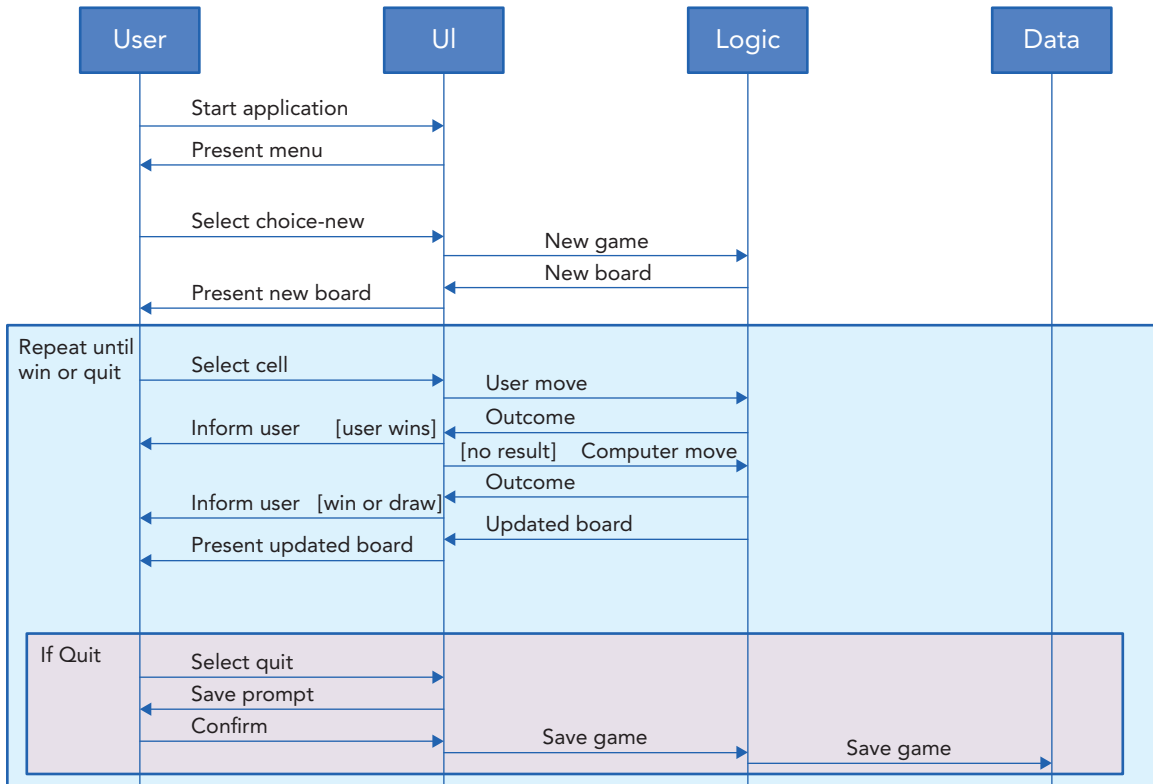 User
UI
Logic
Data
Start application
Present menu
Select choice-new
New game
New board
Present new board
Repeat until
win or quit
Select cell
User move
Outcome
Inform user [user wins]
[no result] Computer move
Outcome
Inform user [win or draw]
Updated board
Present updated board
If Quit
Select quit
Save prompt
Confirm
Save game
Save game